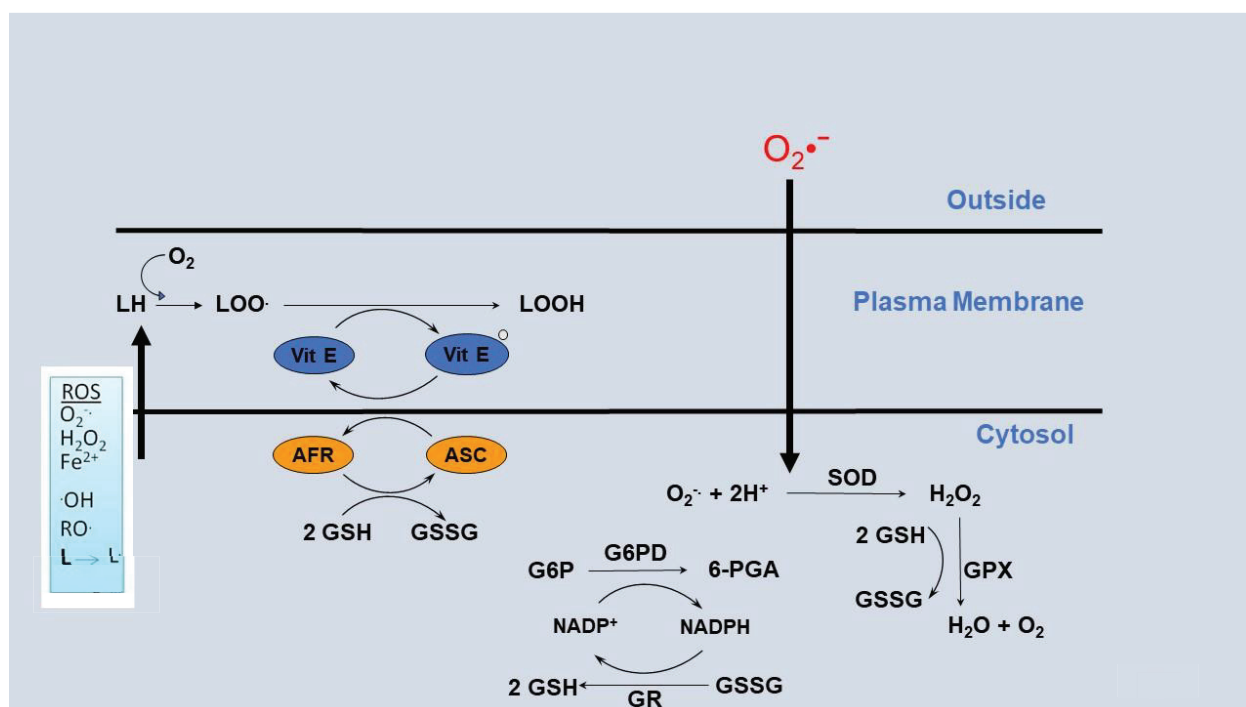 O₂•⁻
Outside
O₂
LH
LOO·
LOOH
Plasma Membrane
Vit E
Vit E
ROS
O₂⁻·
H₂O₂
Fe²⁺
·OH
RO·
L → L·
Cytosol
AFR
ASC
2 GSH
GSSG
O₂⁻· + 2H⁺
SOD
H₂O₂
2 GSH
GPX
GSSG
H₂O + O₂
G6P
G6PD
6-PGA
NADP⁺
NADPH
2 GSH
GR
GSSG